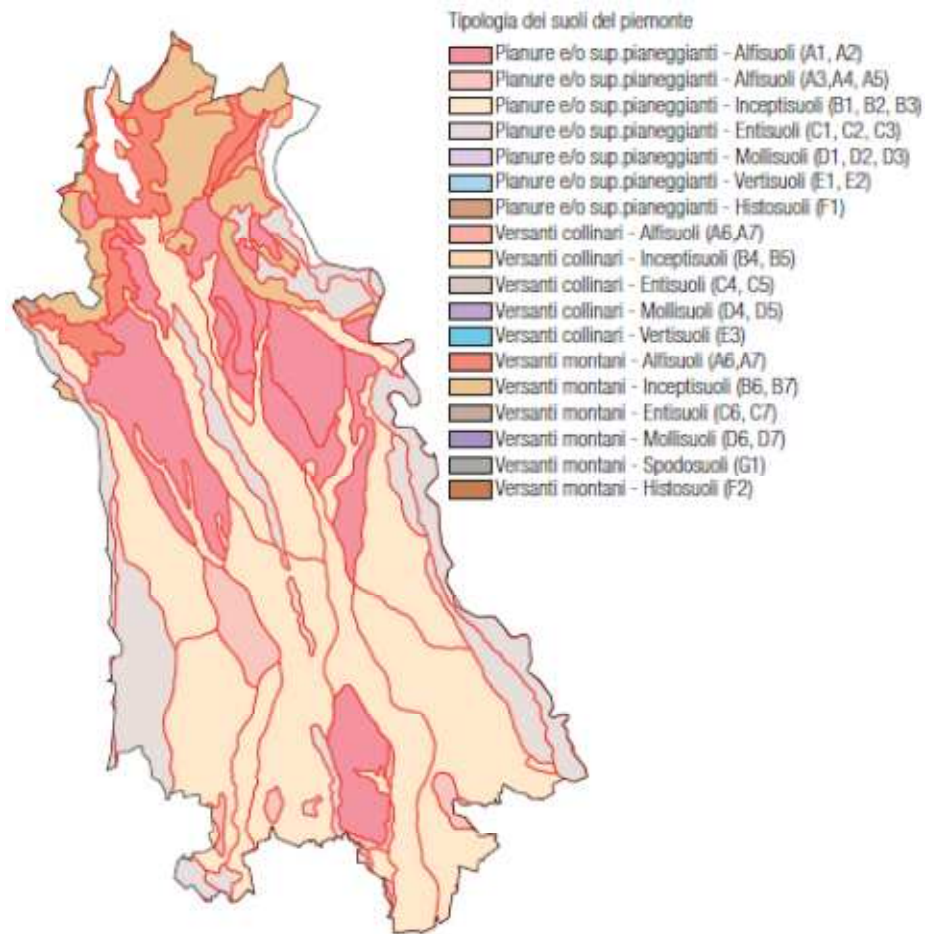 Tipologia dei suoli del piemonte
Pianure e/o sup.pianeggianti - Alfisuoli (A1, A2)
Pianure e/o sup.pianeggianti - Alfisuoli (A3,A4, A5)
Pianure e/o sup.pianeggianti - Inceptisuoli (B1, B2, B3)
Pianure e/o sup.pianeggianti - Entisuoli (C1, C2, C3)
Pianure e/o sup.pianeggianti - Mollisuoli (D1, D2, D3)
Pianure e/o sup.pianeggianti - Vertisuoli (E1, E2)
Pianure e/o sup.pianeggianti - Histosuoli (F1)
Versanti collinari - Alfisuoli (A6,A7)
Versanti collinari - Inceptisuoli (B4, B5)
Versanti collinari - Entisuoli (C4, C5)
Versanti collinari - Mollisuoli (D4, D5)
Versanti collinari - Vertisuoli (E3)
Versanti montani - Alfisuoli (A6,A7)
Versanti montani - Inceptisuoli (B6, B7)
Versanti montani - Entisuoli (C6, C7)
Versanti montani - Mollisuoli (D6, D7)
Versanti montani - Spodosuoli (G1)
Versanti montani - Histosuoli (F2)